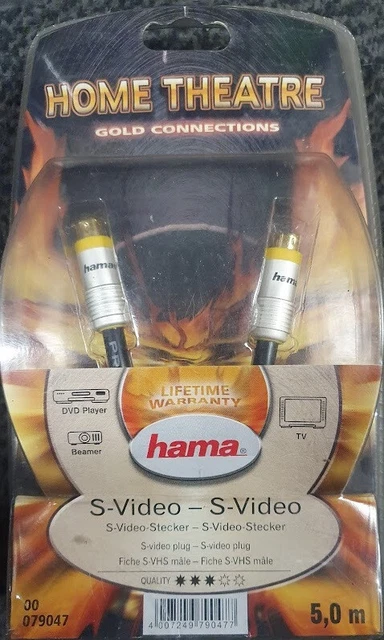 HOME THEATRE
GOLD CONNECTIONS
hama
hama
LIFETIME
WARRANTY
DVD Player
Beamer
TV
hama®
S-Video – S-Video
S-Video-Stecker – S-Video-Stecker
S-video plug – S-video plug
Fiche S-VHS mâle – Fiche S-VHS mâle
QUALITY ★★★☆☆
00
079047
4 007249 790477
5,0 m